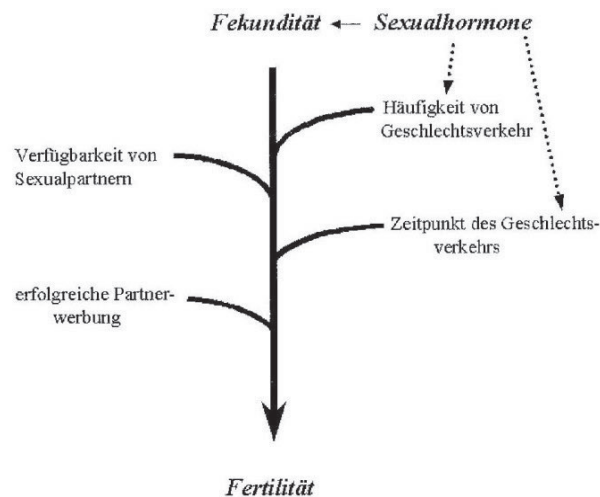 Fekundität Sexualhormone
Häufigkeit von
Geschlechtsverkehr
Verfügbarkeit von
Sexualpartnern
Zeitpunkt des Geschlechts-
verkehrs
erfolgreiche Partner-
werbung
Fertilität